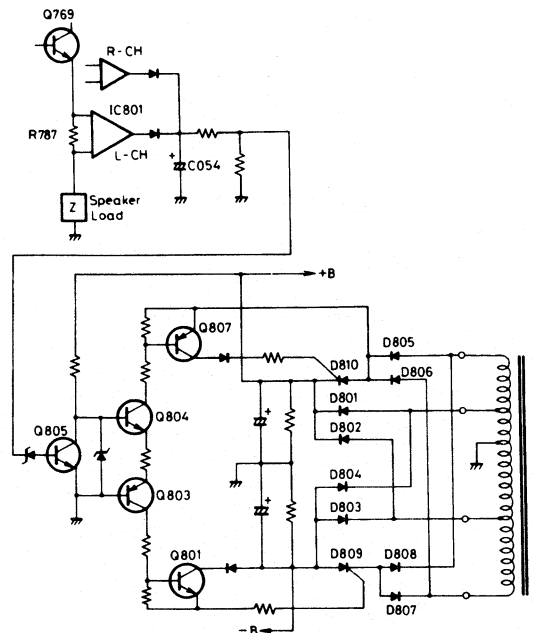 Q769
R-CH
IC801
R787
L-CH
+
C054
Z
Speaker
Load
+B
Q807
D805
D810
D806
D801
Q804
+
D802
Q805
D804
Q803
+
D803
Q801
D809
D808
D807
-B